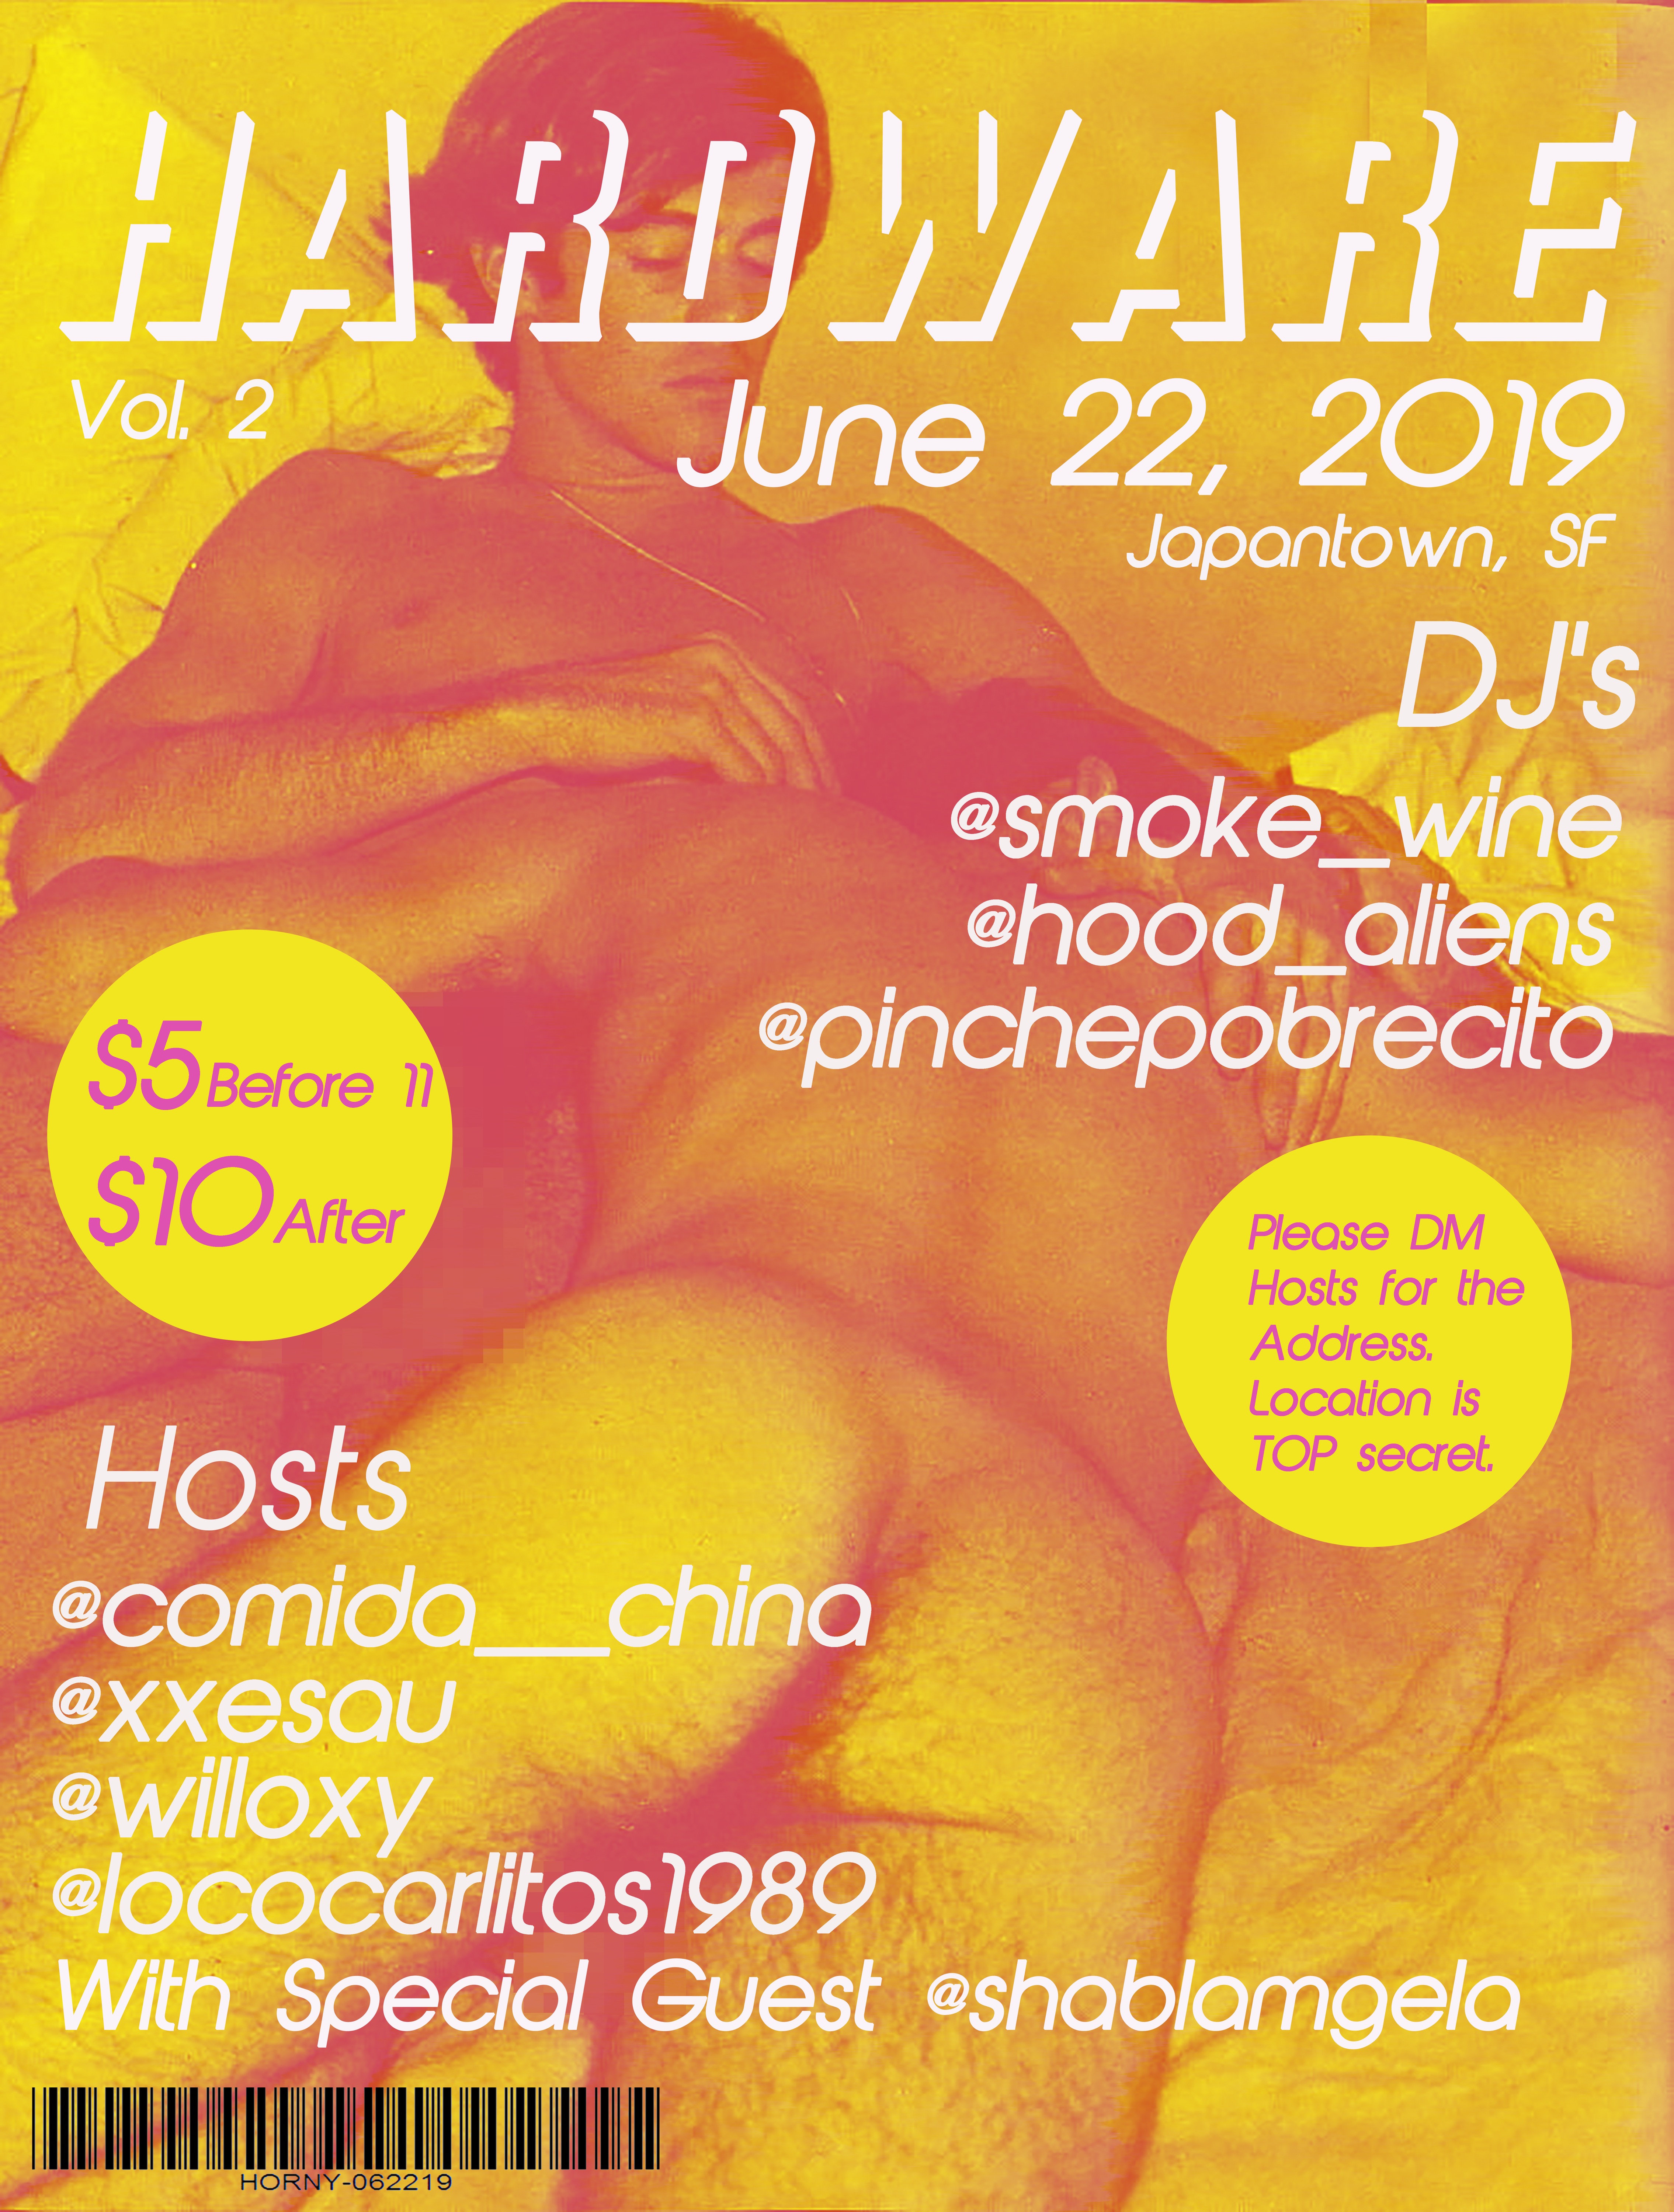 HARDWARE
Vol. 2
June 22, 2019
Japantown, SF
DJ's
@smoke_wine
@hood_aliens
@pinchepobrecito
$5 Before 11
$10 After
Please DM
Hosts for the
Address.
Location is
TOP secret.
Hosts
@comida__china
@xxesau
@willoxy
@lococarlitos1989
With Special Guest @shablamgela
HORNY-062219